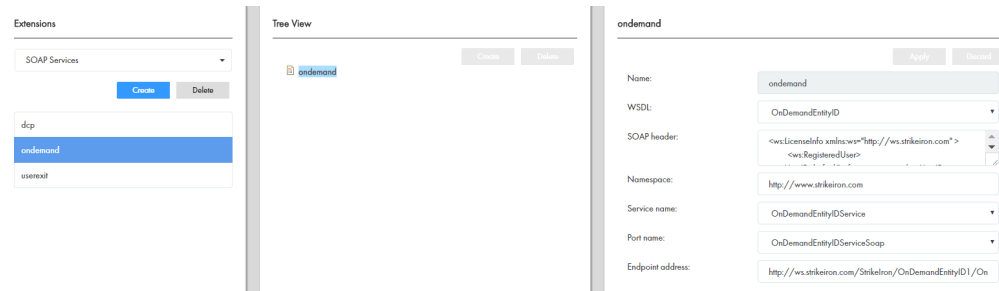 Extensions
SOAP Services
Create Delete
dcp
ondemand
userexit
Tree View
Create Delete
ondemand
ondemand
Apply Discard
Name: ondemand
WSDL: OnDemandEntityID
SOAP header: <ws:LicenseInfo xmlns:ws="http://ws.strikeiron.com" >
<ws:RegisteredUser>
Namespace: http://www.strikeiron.com
Service name: OnDemandEntityIDService
Port name: OnDemandEntityIDServiceSoap
Endpoint address: http://ws.strikeiron.com/StrikeIron/OnDemandEntityID1/On